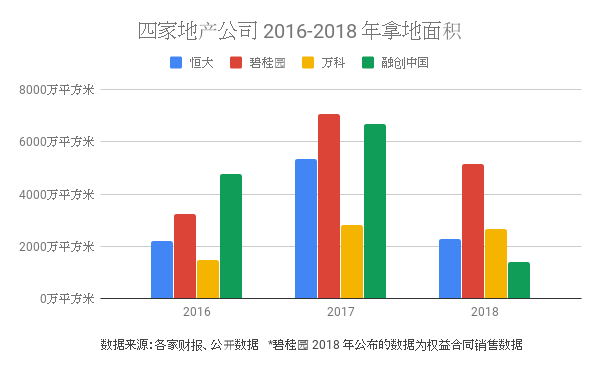 四家地产公司 2016-2018 年拿地面积
恒大 碧桂园 万科 融创中国
8000万平方米
6000万平方米
4000万平方米
2000万平方米
0万平方米
2016 2017 2018
数据来源：各家财报、公开数据 *碧桂园 2018 年公布的数据为权益合同销售数据